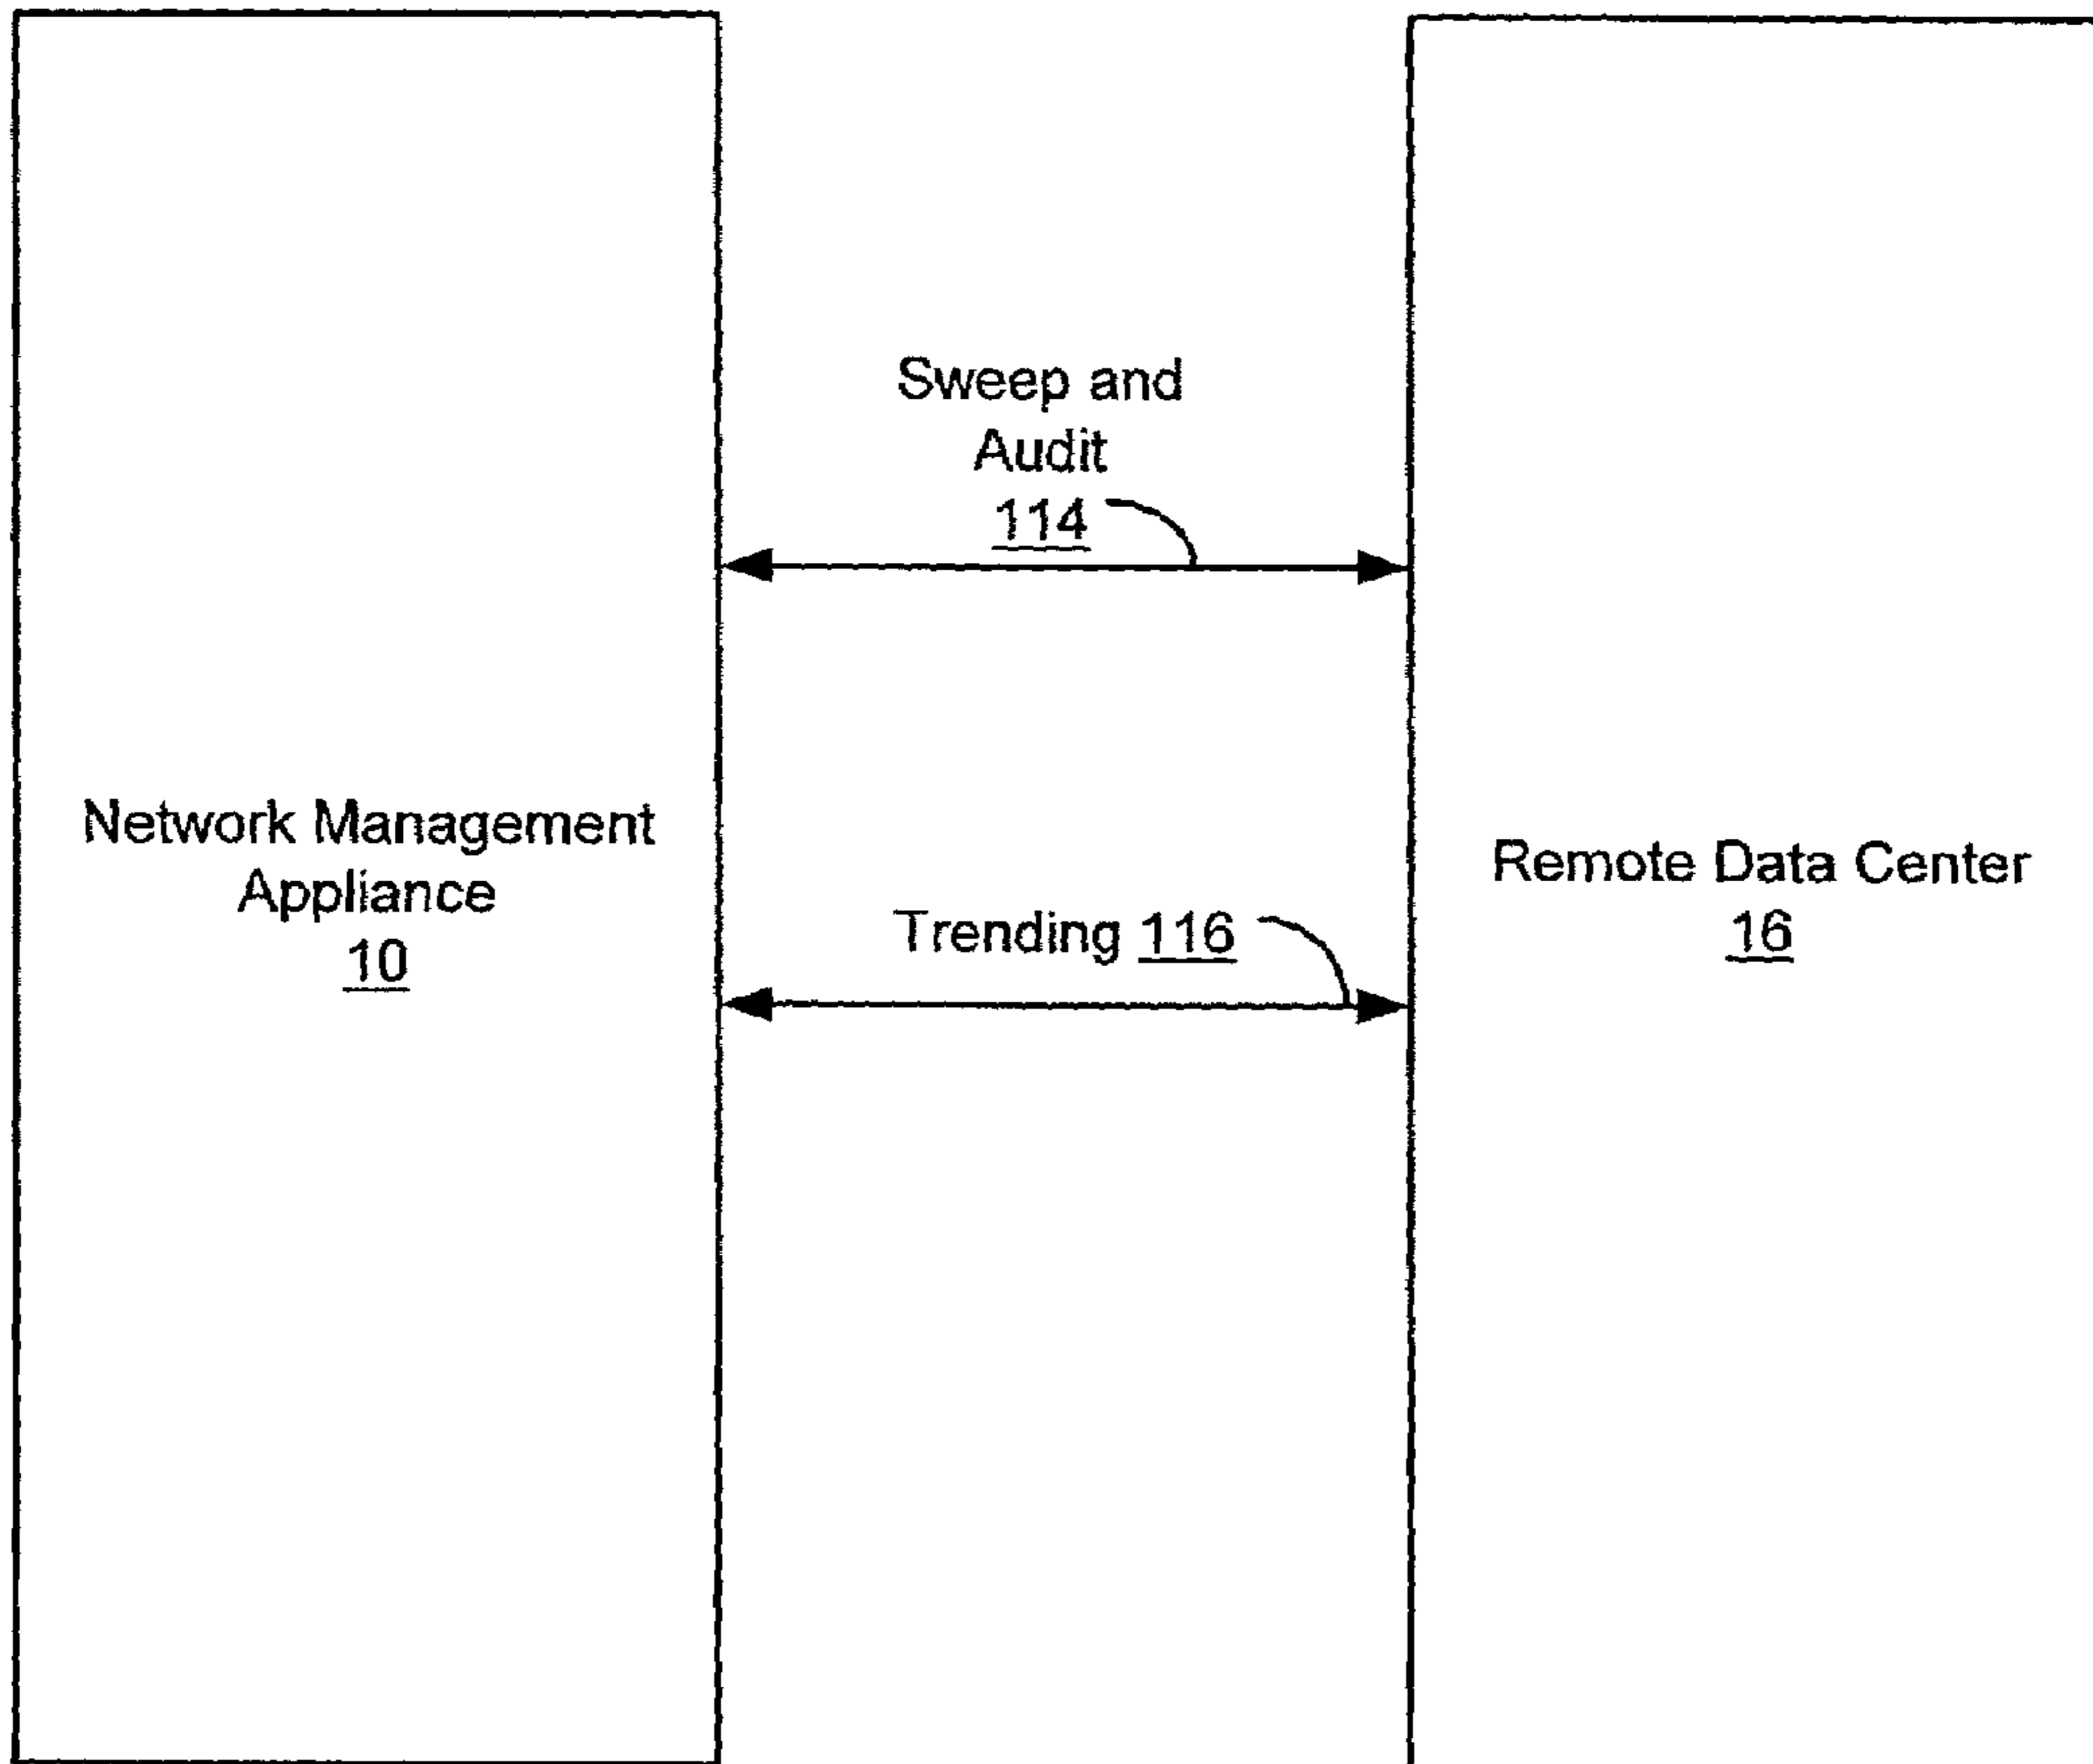 Sweep and
Audit
114
Network Management
Appliance
10
Trending 116
Remote Data Center
16